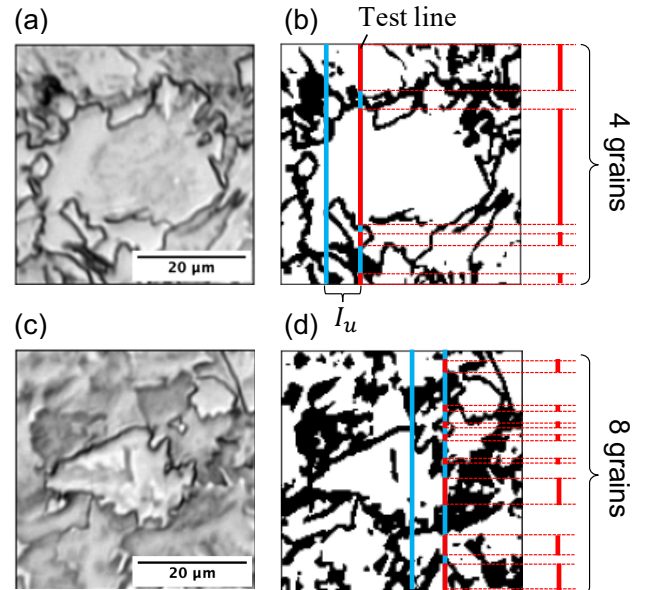 (a)
(b)
Test line
20 μm
4 grains
I_u
(c)
(d)
20 μm
8 grains